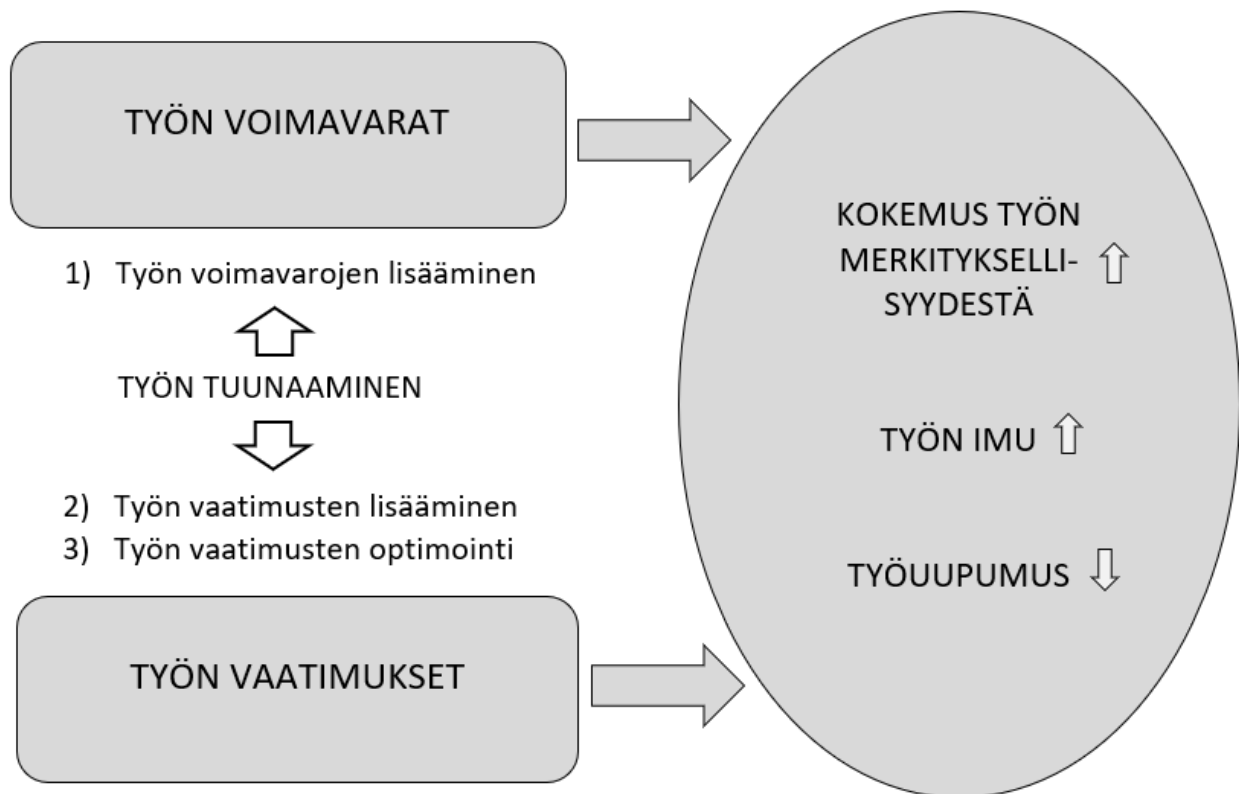 TYÖN VOIMAVARAT
1) Työn voimavarojen lisääminen
TYÖN TUUNAAMINEN
2) Työn vaatimusten lisääminen
3) Työn vaatimusten optimointi
TYÖN VAATIMUKSET
KOKEMUS TYÖN
MERKITYKSELLI-
SYYDESTÄ
TYÖN IMU
TYÖUUPUMUS